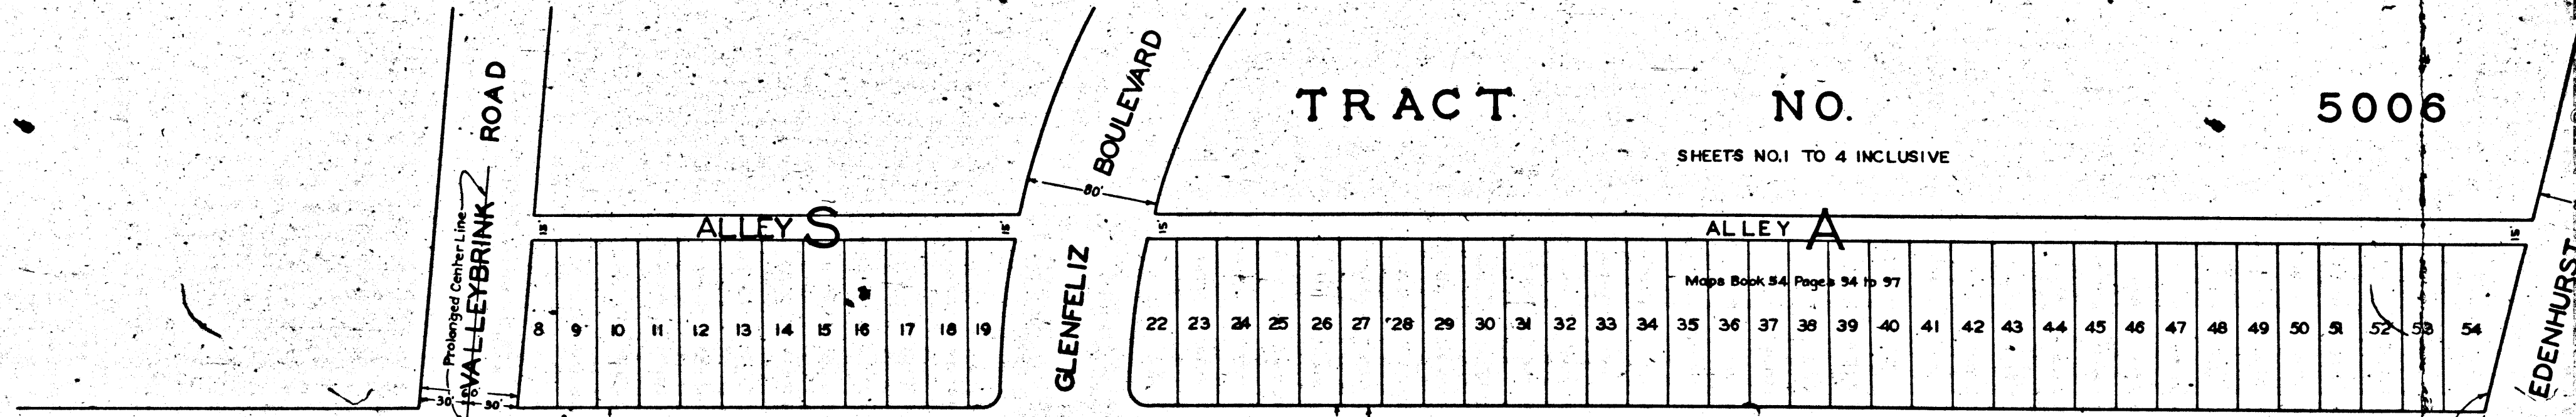 TRACT NO. 5006
SHEETS NO.1 TO 4 INCLUSIVE
ROAD
VALLEYBRINK
Prolonged Center Line
BOULEVARD
GLENFELIZ
80'
ALLEY S
15'
15'
ALLEY A
15'
15'
Maps Book 54 Pages 94 to 97
8 9 10 11 12 13 14 15 16 17 18 19
22 23 24 25 26 27 28 29 30 31 32 33 34 35 36 37 38 39 40 41 42 43 44 45 46 47 48 49 50 51 52 53 54
EDENHURST
30'
30'